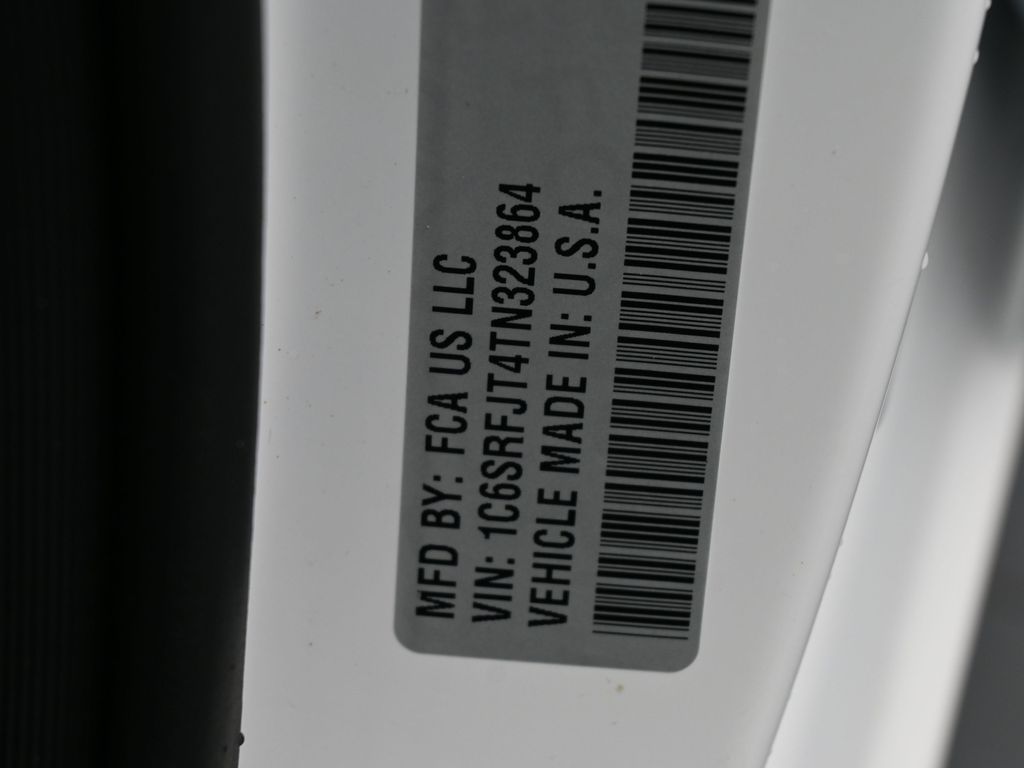 MFD BY: FCA US LLC
VIN: 1C6SRFJT4TN323864
VEHICLE MADE IN: U.S.A.